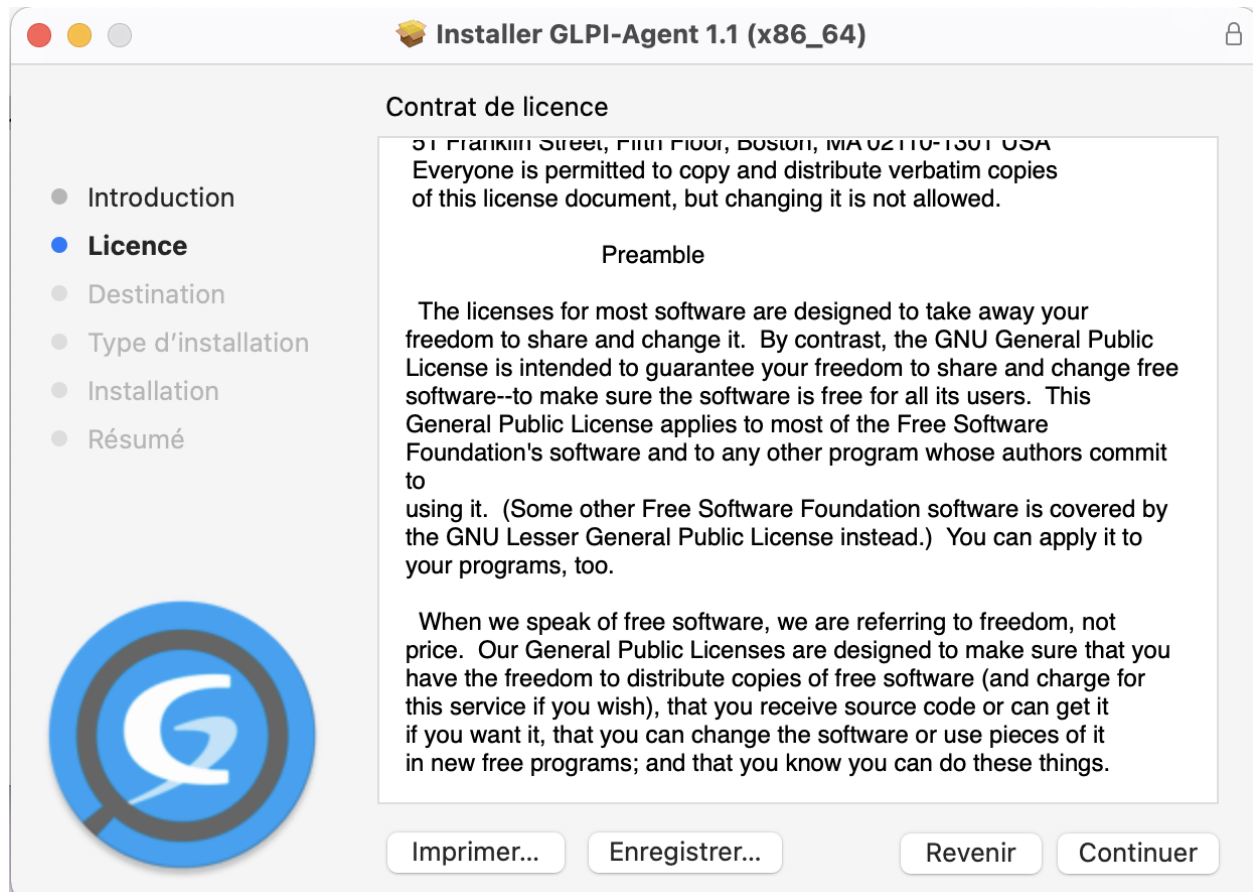 Installer GLPI-Agent 1.1 (x86_64)
Introduction
Licence
Destination
Type d’installation
Installation
Résumé
Contrat de licence
51 Franklin Street, Fifth Floor, Boston, MA 02110-1301 USA
Everyone is permitted to copy and distribute verbatim copies
of this license document, but changing it is not allowed.
Preamble
The licenses for most software are designed to take away your
freedom to share and change it.  By contrast, the GNU General Public
License is intended to guarantee your freedom to share and change free
software--to make sure the software is free for all its users.  This
General Public License applies to most of the Free Software
Foundation's software and to any other program whose authors commit
to
using it.  (Some other Free Software Foundation software is covered by
the GNU Lesser General Public License instead.)  You can apply it to
your programs, too.
When we speak of free software, we are referring to freedom, not
price.  Our General Public Licenses are designed to make sure that you
have the freedom to distribute copies of free software (and charge for
this service if you wish), that you receive source code or can get it
if you want it, that you can change the software or use pieces of it
in new free programs; and that you know you can do these things.
Imprimer...
Enregistrer...
Revenir
Continuer